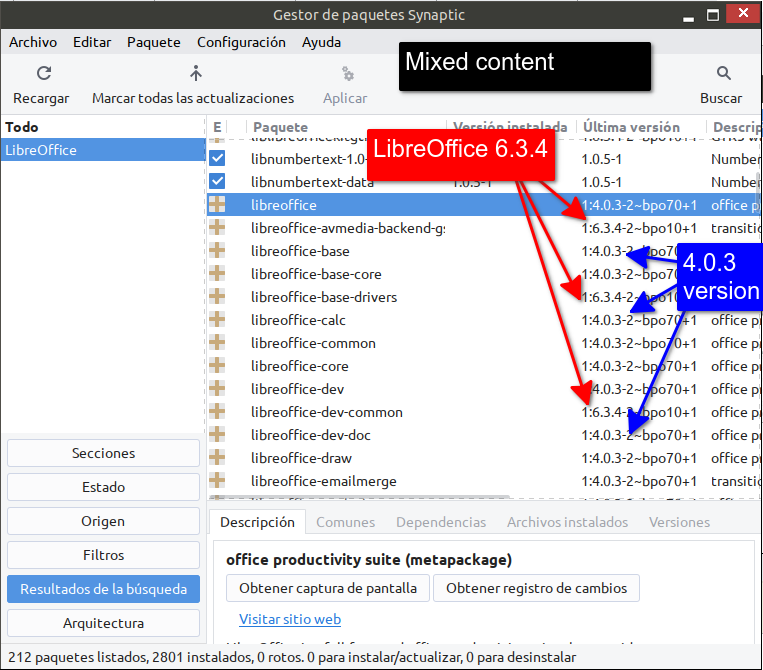 Gestor de paquetes Synaptic
Archivo Editar Paquete Configuración Ayuda
Mixed content
Recargar Marcar todas las actualizaciones Aplicar Buscar
Todo
LibreOffice
E Paquete Versión instalada Última versión Descrip
LibreOffice 6.3.4
libnumbertext-1.0- 1.0.5-1 Number
libnumbertext-data 1.0.5-1 1.0.5-1 Number
libreoffice 1:4.0.3-2~bpo70+1 office p
libreoffice-avmedia-backend-gs 1:6.3.4-2~bpo10+1 transitio
libreoffice-base 1:4.0.3-2~bpo70
libreoffice-base-core 1:4.0.3-2~bpo70
4.0.3
version
libreoffice-base-drivers 1:6.3.4-2~bpo10
libreoffice-calc 1:4.0.3-2~bpo70+1 office p
libreoffice-common 1:4.0.3-2~bpo70+1 office p
libreoffice-core 1:4.0.3-2~bpo70+1 office p
libreoffice-dev 1:4.0.3-2~bpo70+1 office p
libreoffice-dev-common 1:6.3.4-2~bpo10+1 office p
libreoffice-dev-doc 1:4.0.3-2~bpo70+1 office p
libreoffice-draw 1:4.0.3-2~bpo70+1 office p
libreoffice-emailmerge 1:4.0.3-2~bpo70+1 transitio
Secciones
Estado
Origen
Filtros
Resultados de la búsqueda
Arquitectura
Descripción Comunes Dependencias Archivos instalados Versiones
office productivity suite (metapackage)
Obtener captura de pantalla Obtener registro de cambios
Visitar sitio web
212 paquetes listados, 2801 instalados, 0 rotos. 0 para instalar/actualizar, 0 para desinstalar